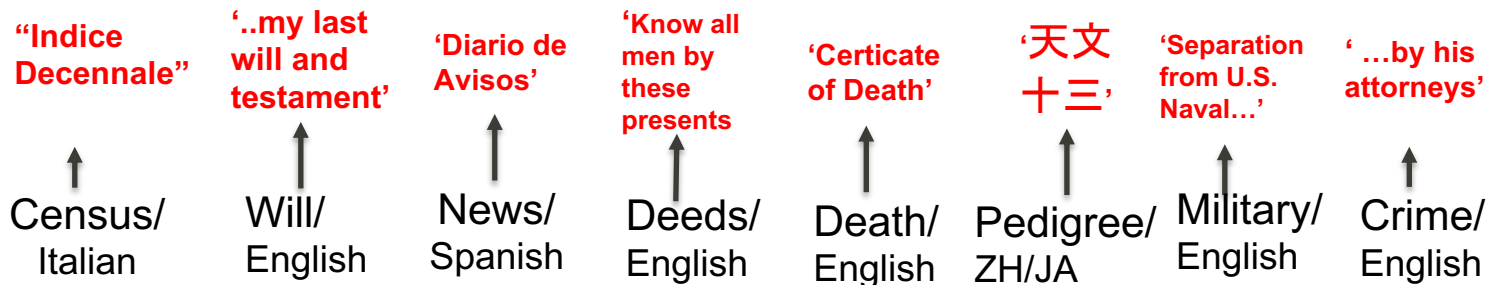 “Indice
Decennale”
‘..my last
will and
testament’
‘Diario de
Avisos’
‘Know all
men by
these
presents
‘Certicate
of Death’
‘天文
十三’
‘Separation
from U.S.
Naval…’
‘ …by his
attorneys’
Census/
Italian
Will/
English
News/
Spanish
Deeds/
English
Death/
English
Pedigree/
ZH/JA
Military/
English
Crime/
English